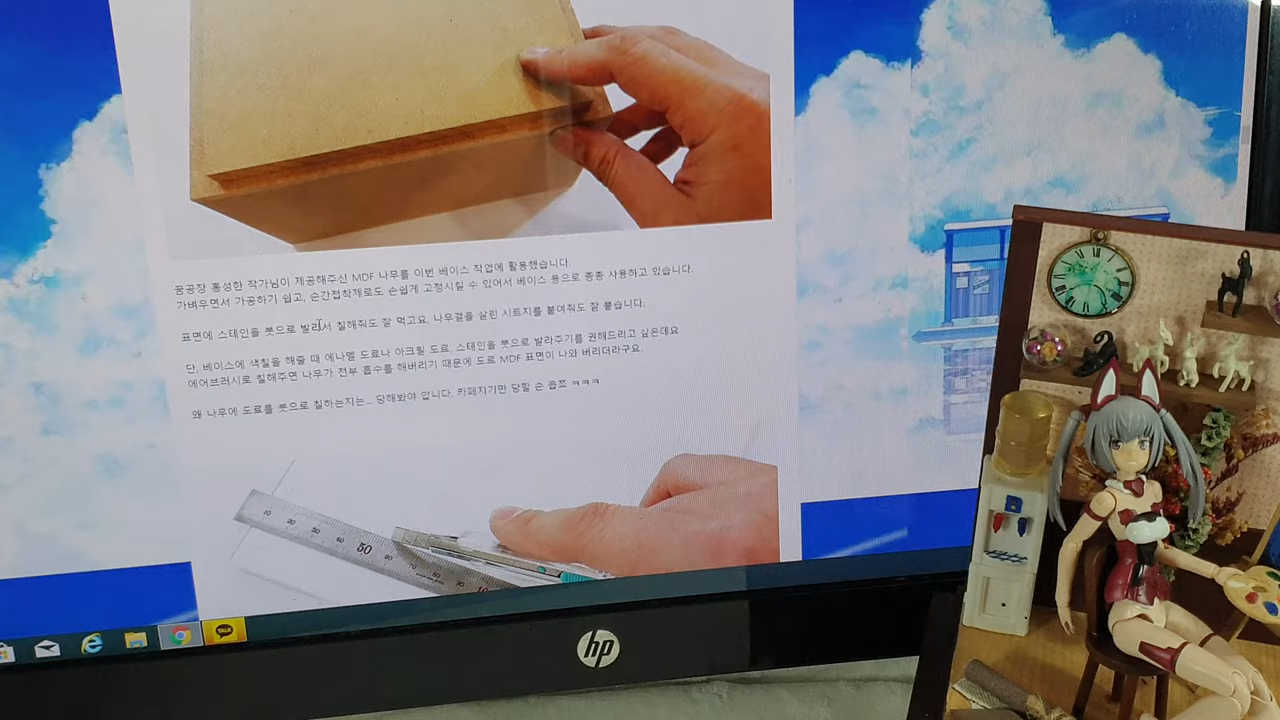 꿈공장 홍성한 작가님이 제공해주신 MDF 나무를 이번 베이스 작업에 활용했습니다.
가벼우면서 가공하기 쉽고, 순간접착제로도 손쉽게 고정시킬 수 있어서 베이스 용으로 종종 사용하고 있습니다.
표면에 스테인을 붓으로 발라서 칠해줘도 잘 먹고요. 나무결을 살린 시트지를 붙여줘도 잘 붙습니다.
단, 베이스에 색칠을 해줄 때 에나멜 도료나 아크릴 도료, 스테인을 붓으로 발라주기를 권해드리고 싶은데요
에어브러시로 칠해주면 나무가 전부 흡수를 해버리기 때문에 도로 MDF 표면이 나와 버리더라구요.
왜 나무에 도료를 붓으로 칠하는지는... 당해봐야 압니다. 카페지기만 당할 순 읍쬬 ㅋㅋㅋ
10 20 30 40 50
TALK
hp